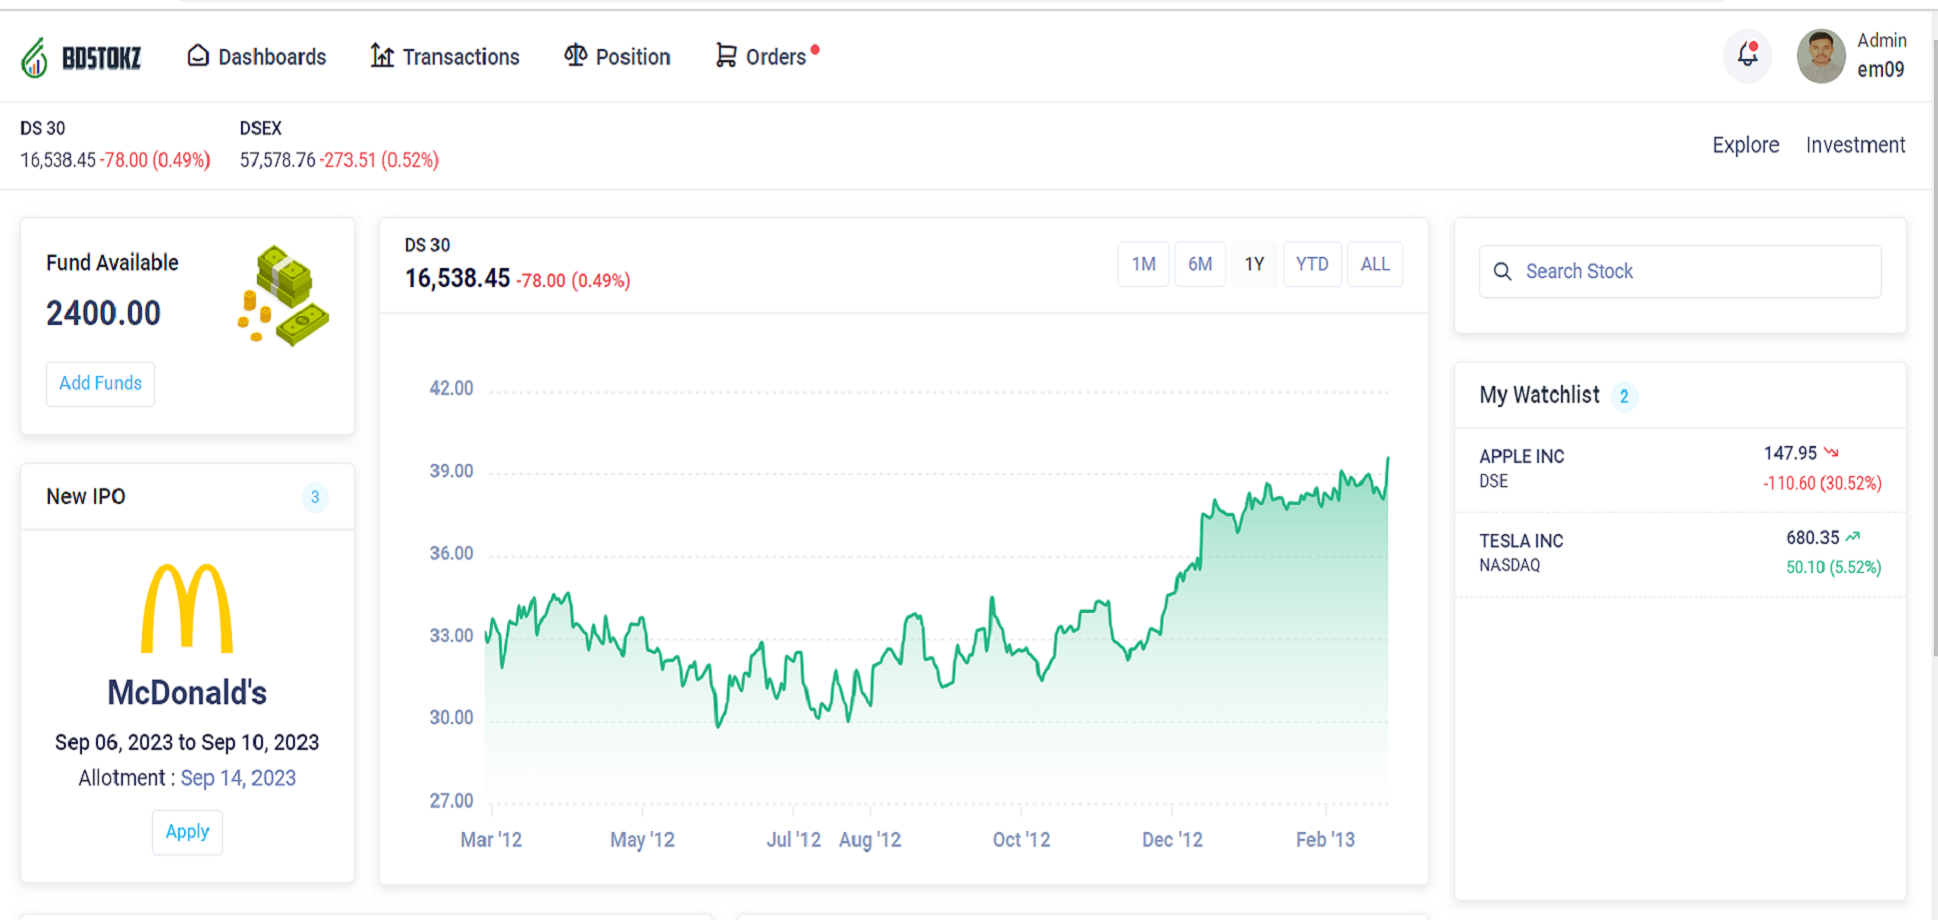 BDSTOKZ
Dashboards
Transactions
Position
Orders
Admin
em09
DS 30
16,538.45 -78.00 (0.49%)
DSEX
57,578.76 -273.51 (0.52%)
Explore
Investment
Fund Available
2400.00
Add Funds
New IPO
3
McDonald's
Sep 06, 2023 to Sep 10, 2023
Allotment : Sep 14, 2023
Apply
DS 30
16,538.45 -78.00 (0.49%)
1M
6M
1Y
YTD
ALL
42.00
39.00
36.00
33.00
30.00
27.00
Mar '12
May '12
Jul '12
Aug '12
Oct '12
Dec '12
Feb '13
Search Stock
My Watchlist 2
APPLE INC
147.95
DSE
-110.60 (30.52%)
TESLA INC
680.35
NASDAQ
50.10 (5.52%)